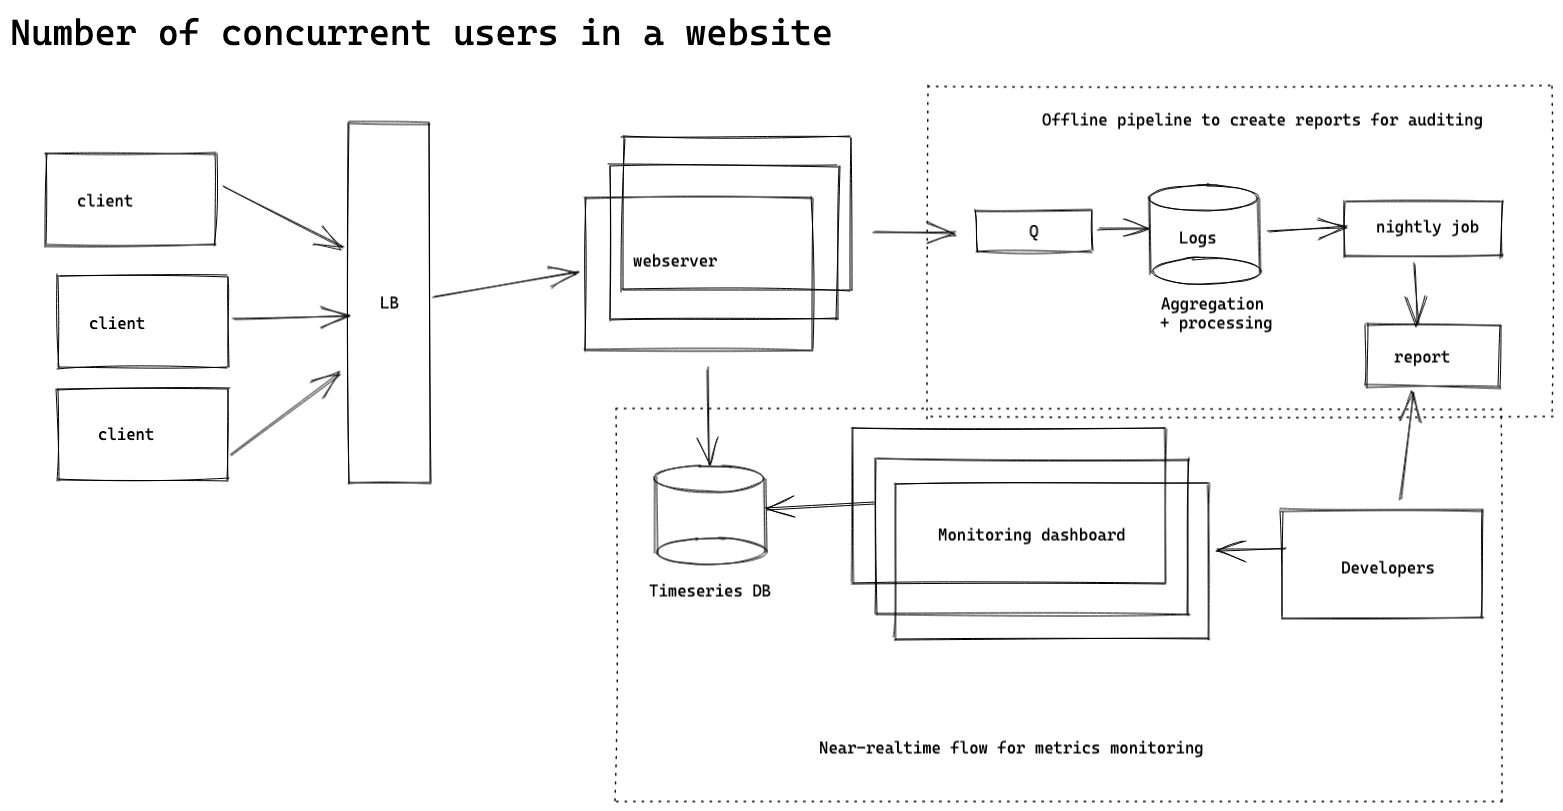 Number of concurrent users in a website
Offline pipeline to create reports for auditing
client
client
client
LB
webserver
Q
Logs
Aggregation
+ processing
nightly job
report
Timeseries DB
Monitoring dashboard
Developers
Near-realtime flow for metrics monitoring